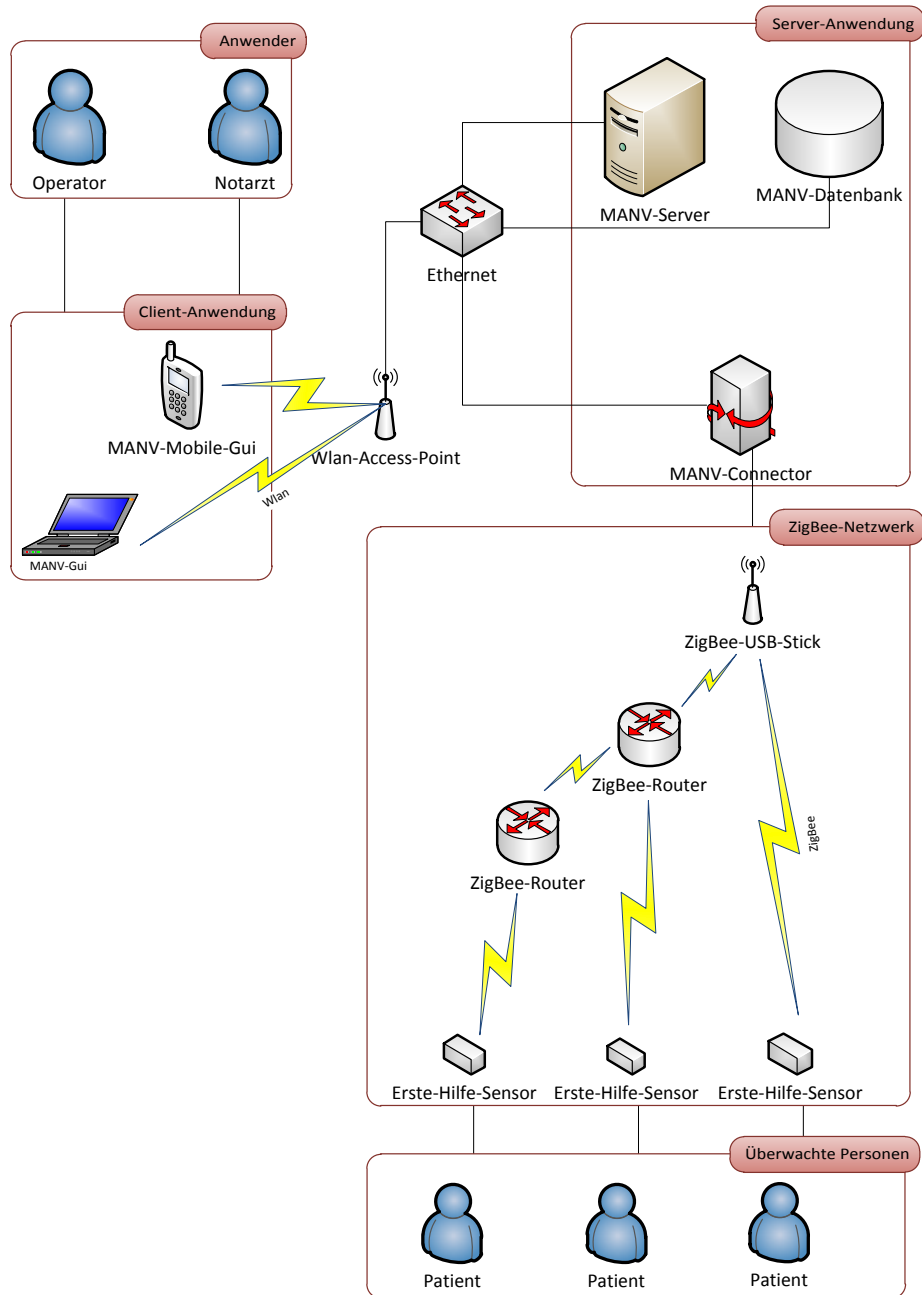 Anwender
Server-Anwendung
Operator
Notarzt
MANV-Server
MANV-Datenbank
Ethernet
Client-Anwendung
MANV-Mobile-Gui
Wlan-Access-Point
MANV-Connector
Wlan
MANV-Gui
ZigBee-Netzwerk
ZigBee-USB-Stick
ZigBee-Router
ZigBee
ZigBee-Router
Erste-Hilfe-Sensor
Erste-Hilfe-Sensor
Erste-Hilfe-Sensor
Überwachte Personen
Patient
Patient
Patient